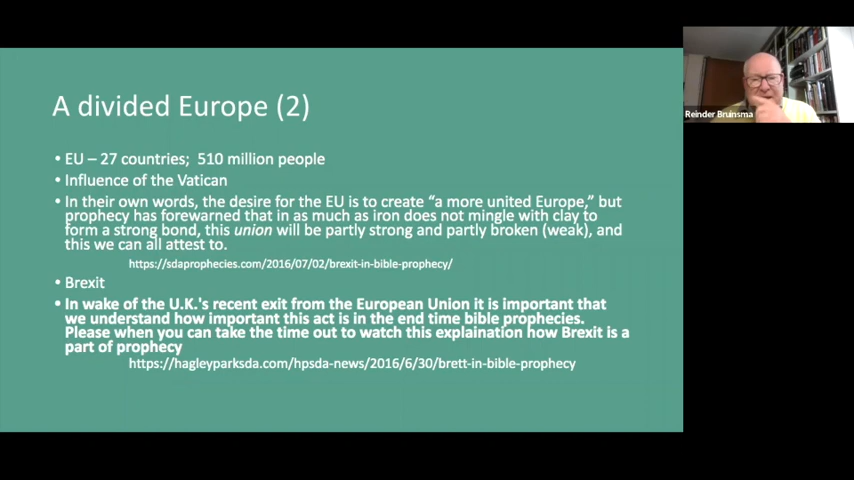 A divided Europe (2)
• EU – 27 countries; 510 million people
• Influence of the Vatican
• In their own words, the desire for the EU is to create “a more united Europe,” but
prophecy has forewarned that in as much as iron does not mingle with clay to
form a strong bond, this union will be partly strong and partly broken (weak), and
this we can all attest to.
https://sdaprophecies.com/2016/07/02/brexit-in-bible-prophecy/
• Brexit
• In wake of the U.K.'s recent exit from the European Union it is important that
we understand how important this act is in the end time bible prophecies.
Please when you can take the time out to watch this explaination how Brexit is a
part of prophecy
https://hagleyparksda.com/hpsda-news/2016/6/30/brett-in-bible-prophecy
Reinder Bruinsma